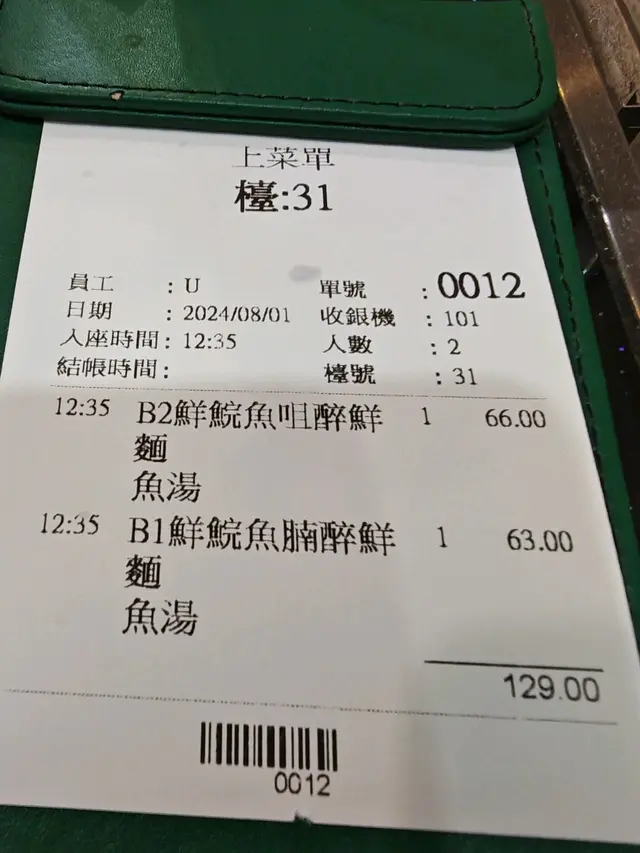 上菜單
檯:31
員工 : U 單號 : 0012
日期 : 2024/08/01 收銀機 : 101
入座時間 : 12:35 人數 : 2
結帳時間 : 檯號 : 31
12:35 B2鮮鯇魚咀醉鮮 1 66.00
麵
魚湯
12:35 B1鮮鯇魚腩醉鮮 1 63.00
麵
魚湯
129.00
0012